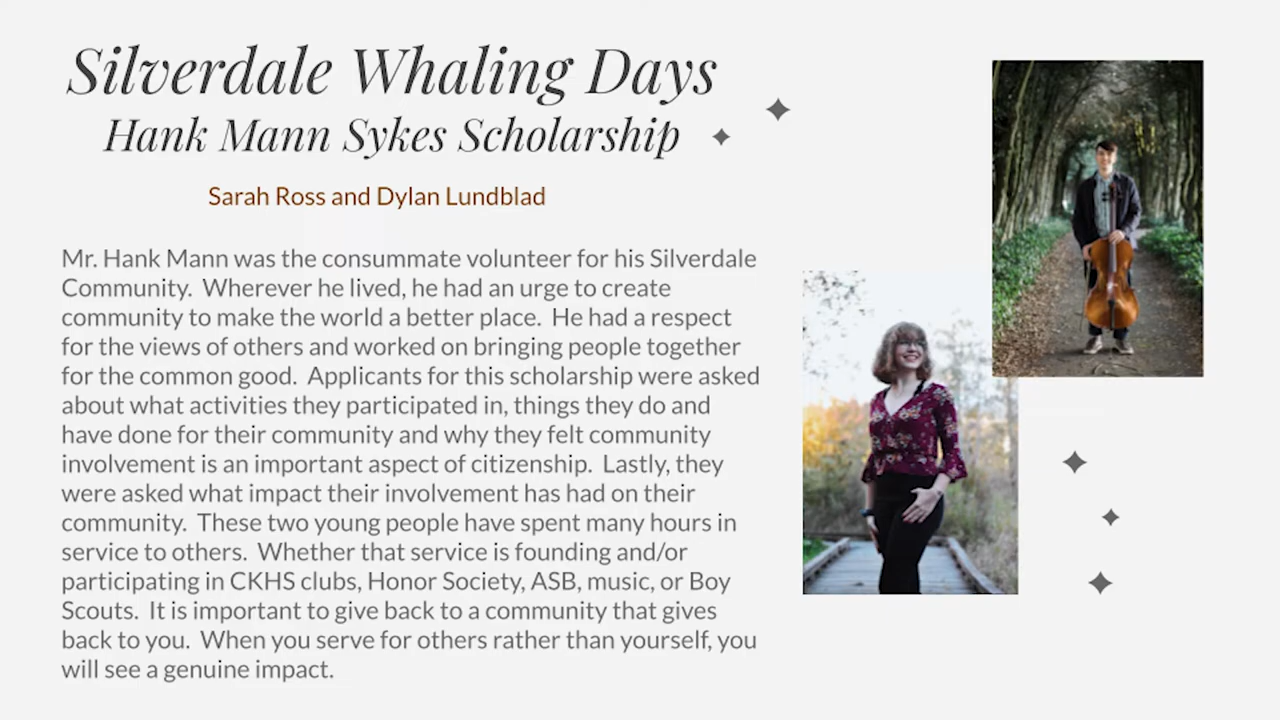 Silverdale Whaling Days
Hank Mann Sykes Scholarship
Sarah Ross and Dylan Lundblad
Mr. Hank Mann was the consummate volunteer for his Silverdale
Community.  Wherever he lived, he had an urge to create
community to make the world a better place.  He had a respect
for the views of others and worked on bringing people together
for the common good.  Applicants for this scholarship were asked
about what activities they participated in, things they do and
have done for their community and why they felt community
involvement is an important aspect of citizenship.  Lastly, they
were asked what impact their involvement has had on their
community.  These two young people have spent many hours in
service to others.  Whether that service is founding and/or
participating in CKHS clubs, Honor Society, ASB, music, or Boy
Scouts.  It is important to give back to a community that gives
back to you.  When you serve for others rather than yourself, you
will see a genuine impact.